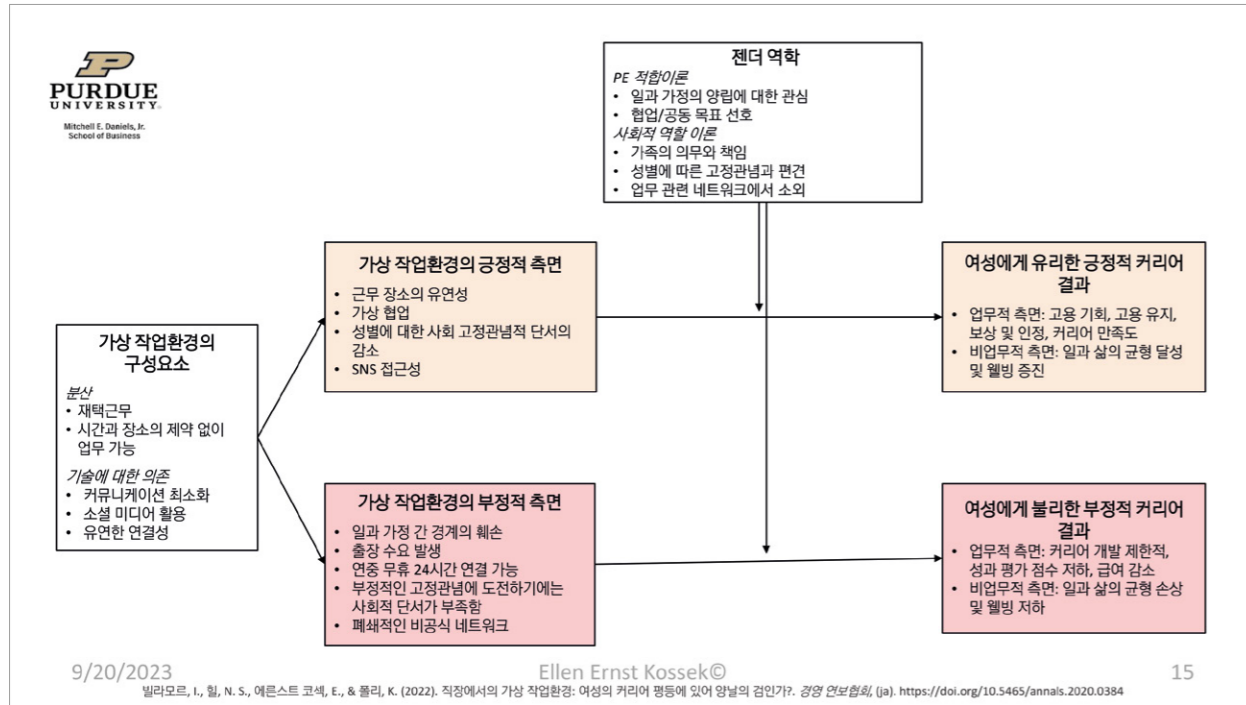 PURDUE
UNIVERSITY®
Mitchell E. Daniels, Jr.
School of Business
젠더 역학
PE 적합이론
• 일과 가정의 양립에 대한 관심
• 협업/공동 목표 선호
사회적 역할 이론
• 가족의 의무와 책임
• 성별에 따른 고정관념과 편견
• 업무 관련 네트워크에서 소외
가상 작업환경의
구성요소
분산
• 재택근무
• 시간과 장소의 제약 없이
업무 가능
기술에 대한 의존
• 커뮤니케이션 최소화
• 소셜 미디어 활용
• 유연한 연결성
가상 작업환경의 긍정적 측면
• 근무 장소의 유연성
• 가상 협업
• 성별에 대한 사회 고정관념적 단서의
감소
• SNS 접근성
여성에게 유리한 긍정적 커리어
결과
• 업무적 측면: 고용 기회, 고용 유지,
보상 및 인정, 커리어 만족도
• 비업무적 측면: 일과 삶의 균형 달성
및 웰빙 증진
가상 작업환경의 부정적 측면
• 일과 가정 간 경계의 훼손
• 출장 수요 발생
• 연중 무휴 24시간 연결 가능
• 부정적인 고정관념에 도전하기에는
사회적 단서가 부족함
• 폐쇄적인 비공식 네트워크
여성에게 불리한 부정적 커리어
결과
• 업무적 측면: 커리어 개발 제한적,
성과 평가 점수 저하, 급여 감소
• 비업무적 측면: 일과 삶의 균형 손상
및 웰빙 저하
9/20/2023
Ellen Ernst Kossek©
15
빌라모르, I., 힐, N. S., 에른스트 코섹, E., & 폴리, K. (2022). 직장에서의 가상 작업환경: 여성의 커리어 평등에 있어 양날의 검인가?. 경영 연보협회, (ja). https://doi.org/10.5465/annals.2020.0384